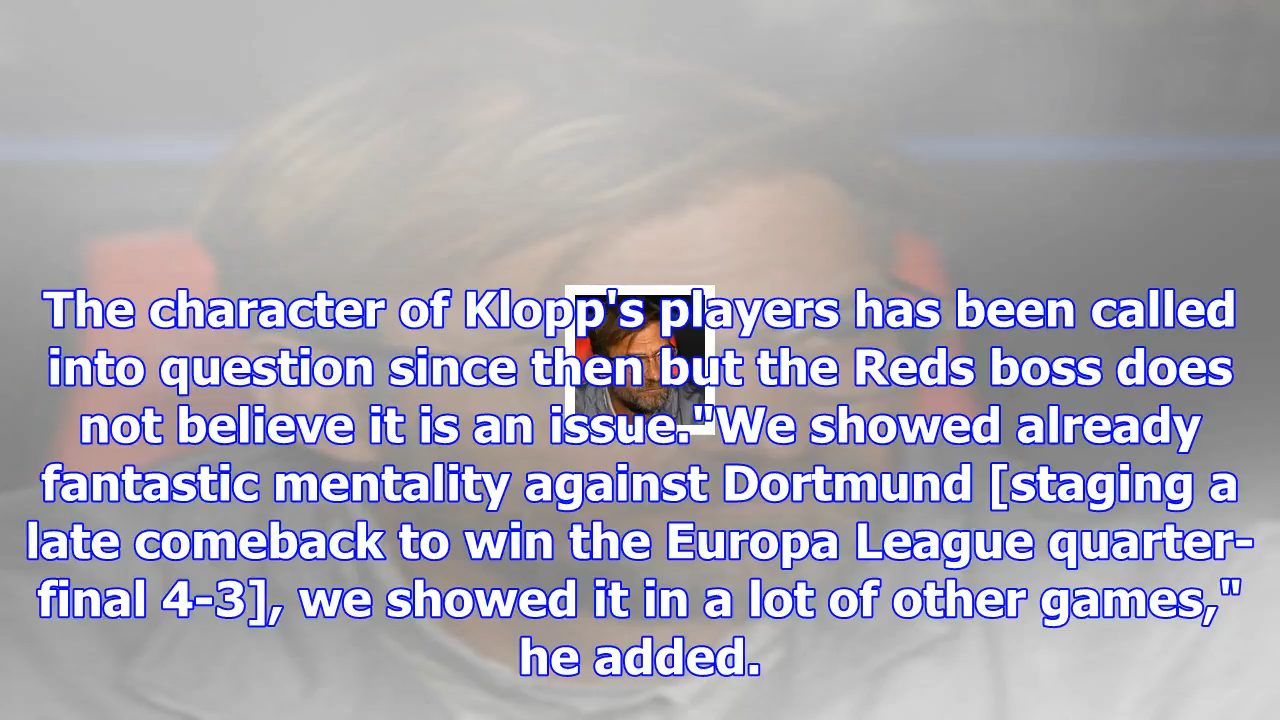 The character of Klopp's players has been called
into question since then but the Reds boss does
not believe it is an issue."We showed already
fantastic mentality against Dortmund [staging a
late comeback to win the Europa League quarter-
final 4-3], we showed it in a lot of other games,"
he added.